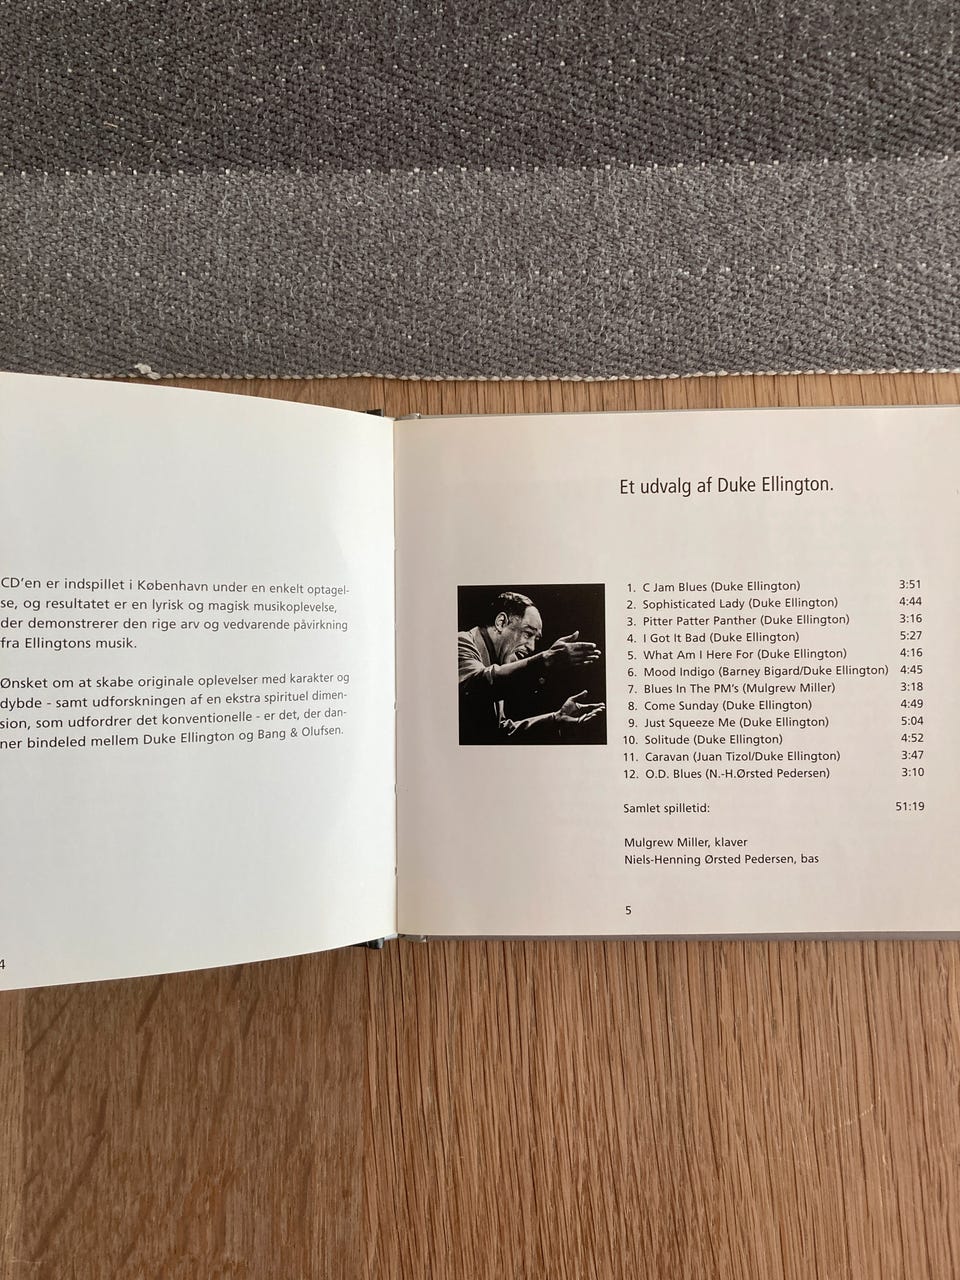 CD'en er indspillet i København under en enkelt optagel-
se, og resultatet er en lyrisk og magisk musikoplevelse,
der demonstrerer den rige arv og vedvarende påvirkning
fra Ellingtons musik.
Ønsket om at skabe originale oplevelser med karakter og
dybde - samt udforskningen af en ekstra spirituel dimen-
sion, som udfordrer det konventionelle - er det, der dan-
ner bindeled mellem Duke Ellington og Bang & Olufsen.
4
Et udvalg af Duke Ellington.
1. C Jam Blues (Duke Ellington) 3:51
2. Sophisticated Lady (Duke Ellington) 4:44
3. Pitter Patter Panther (Duke Ellington) 3:16
4. I Got It Bad (Duke Ellington) 5:27
5. What Am I Here For (Duke Ellington) 4:16
6. Mood Indigo (Barney Bigard/Duke Ellington) 4:45
7. Blues In The PM's (Mulgrew Miller) 3:18
8. Come Sunday (Duke Ellington) 4:49
9. Just Squeeze Me (Duke Ellington) 5:04
10. Solitude (Duke Ellington) 4:52
11. Caravan (Juan Tizol/Duke Ellington) 3:47
12. O.D. Blues (N.-H.Ørsted Pedersen) 3:10
Samlet spilletid: 51:19
Mulgrew Miller, klaver
Niels-Henning Ørsted Pedersen, bas
5